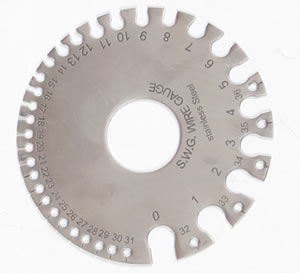 S.W.G. WIRE GAUGE
stainless Steel
0 1 2 3 4 5 6 7 8 9 10 11 12 13 14 15 16 17 18 19 20 21 22 23 24 25 26 27 28 29 30 31
32 33 34 35 36